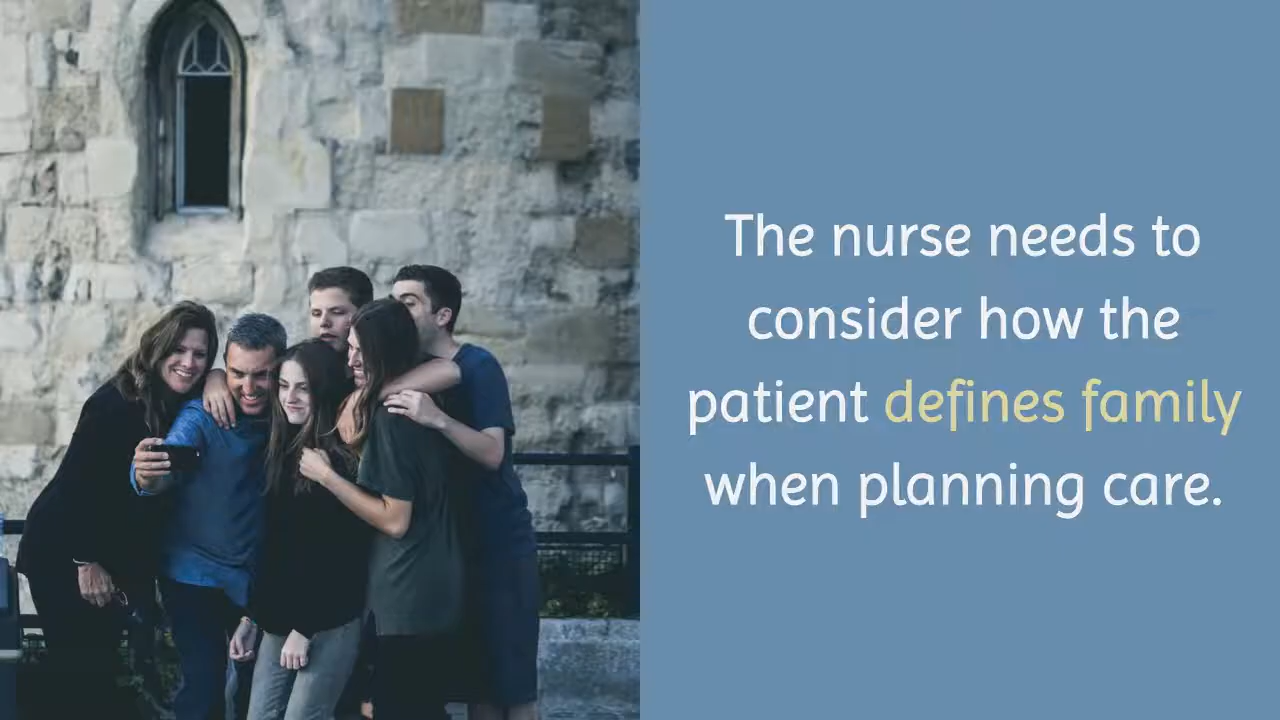 The nurse needs to
consider how the
patient defines family
when planning care.